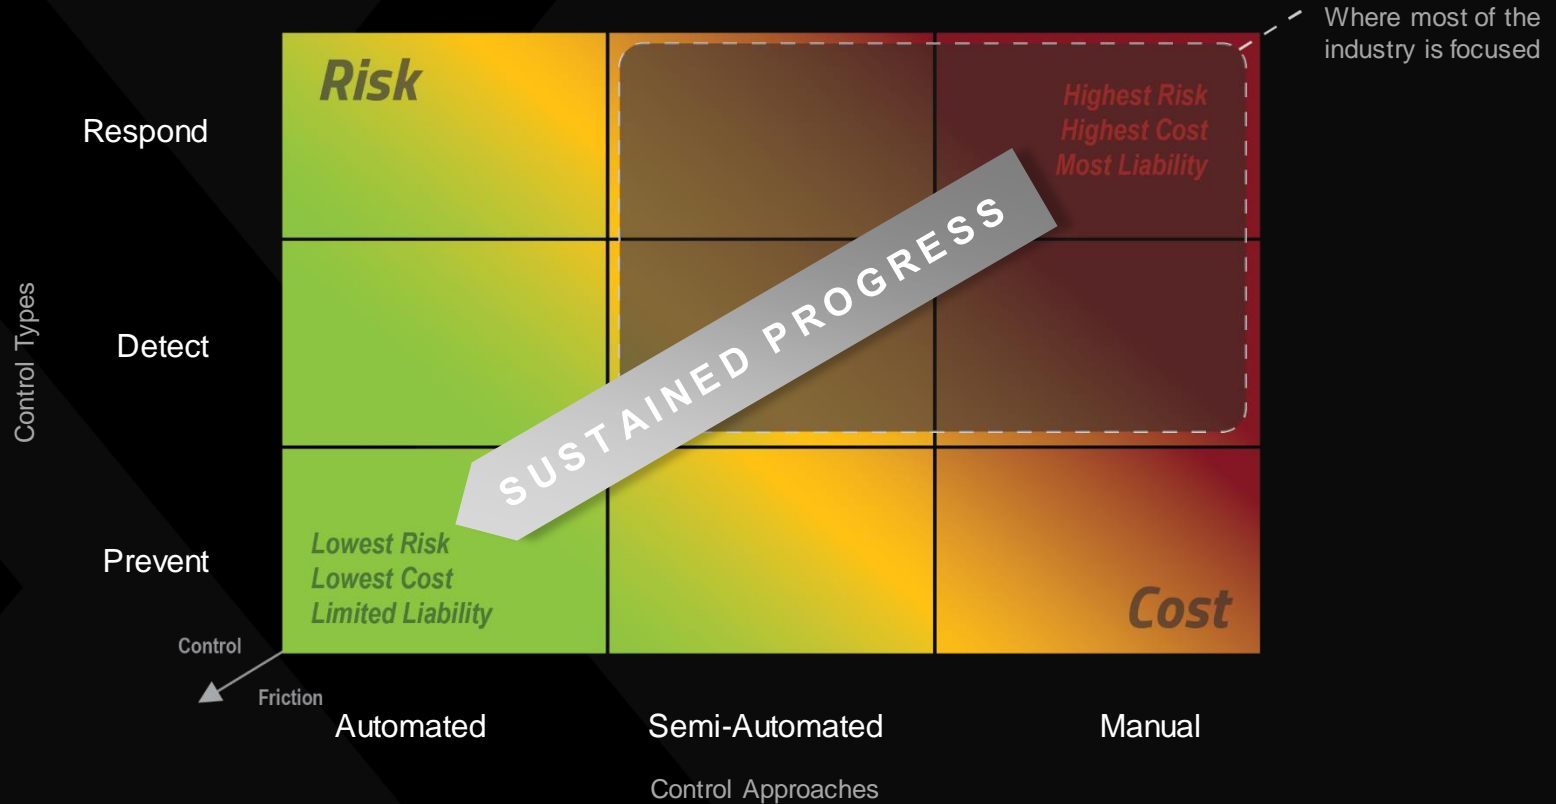 Where most of the
industry is focused
Risk
Highest Risk
Highest Cost
Most Liability
Respond
SUSTAINED PROGRESS
Control Types
Detect
Prevent
Lowest Risk
Lowest Cost
Limited Liability
Cost
Control
Friction
Automated
Semi-Automated
Manual
Control Approaches